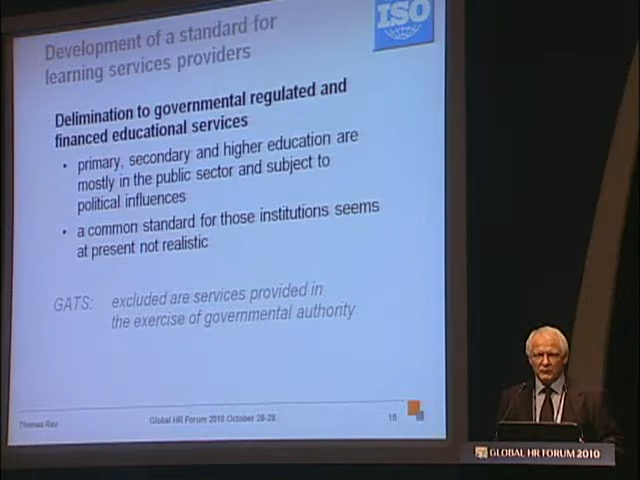 Development of a standard for
learning services providers
ISO
Delimination to governmental regulated and
financed educational services
• primary, secondary and higher education are
mostly in the public sector and subject to
political influences
• a common standard for those institutions seems
at present not realistic
GATS: excluded are services provided in
the exercise of governmental authority
Thomas Rau
Global HR Forum 2010 October 26-28
15
GLOBAL HR FORUM 2010